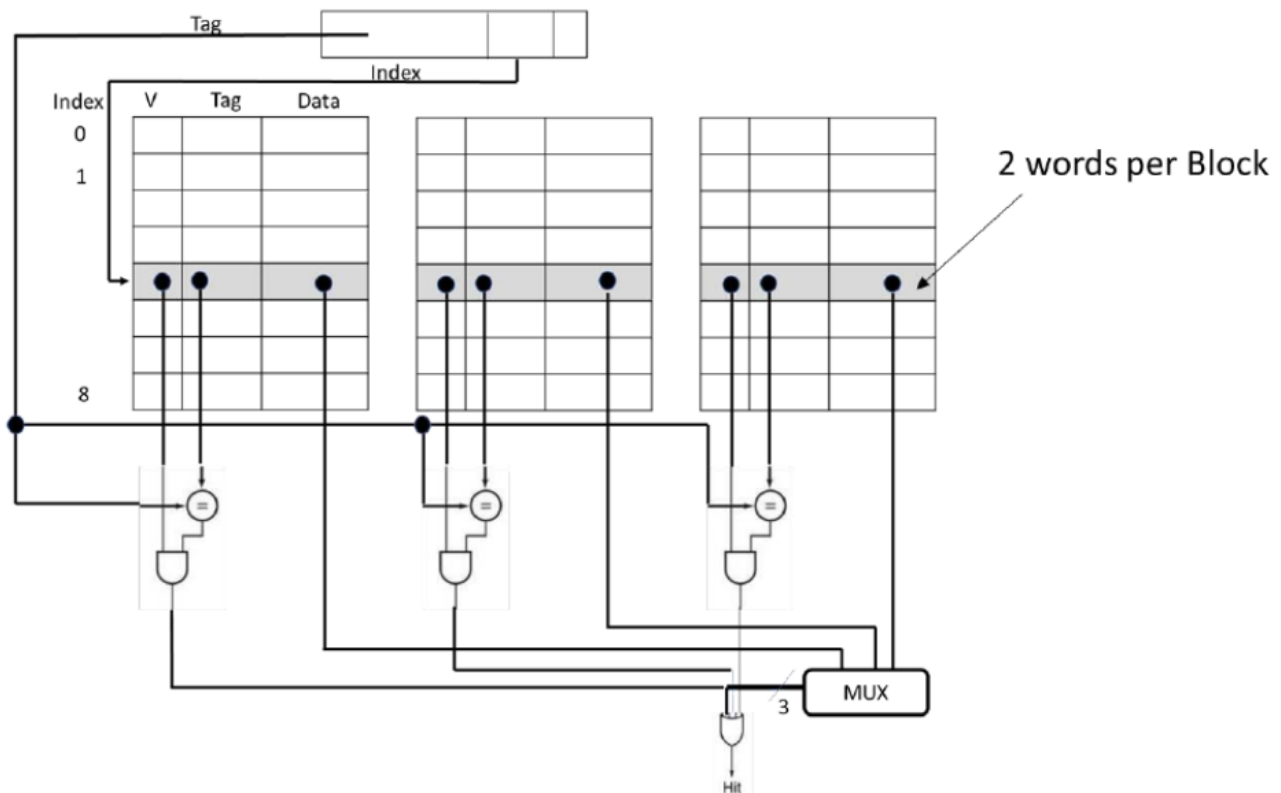 Tag
Index
Index V Tag Data
0
1
2 words per Block
8
=
=
=
MUX
3
Hit